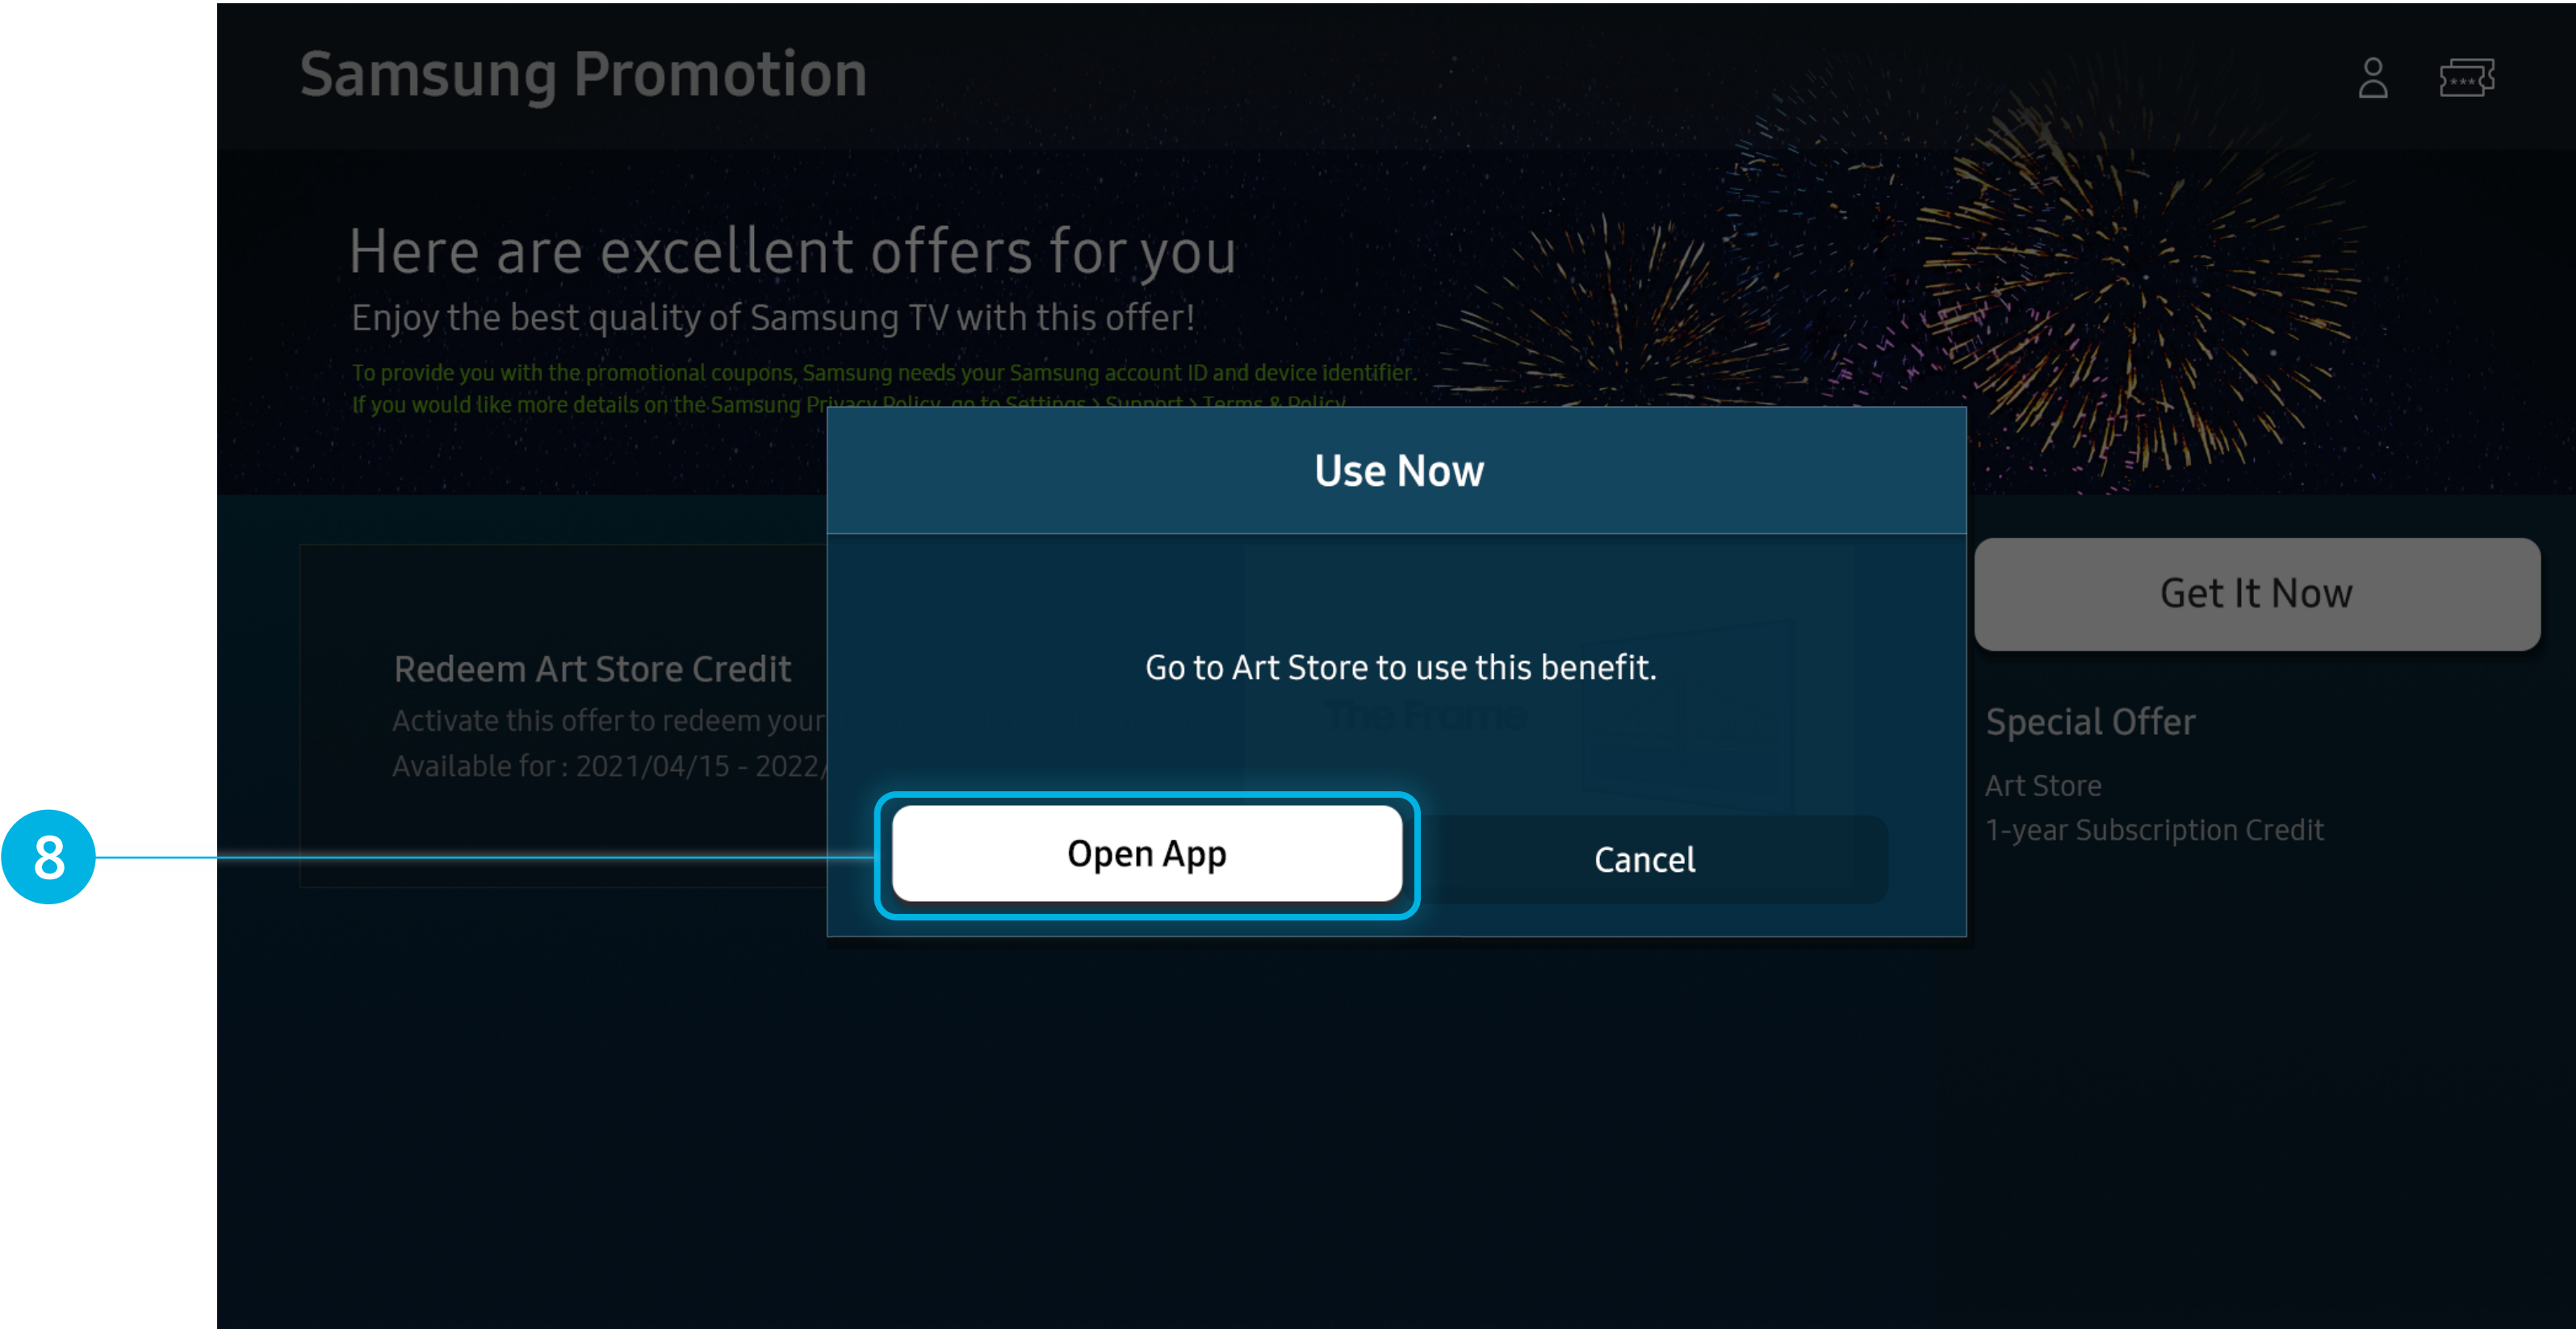 Samsung Promotion
***
Here are excellent offers for you
Enjoy the best quality of Samsung TV with this offer!
To provide you with the promotional coupons, Samsung needs your Samsung account ID and device identifier.
If you would like more details on the Samsung Privacy Policy, go to Settings > Support > Terms & Policy
Use Now
Get It Now
Go to Art Store to use this benefit.
Redeem Art Store Credit
Activate this offer to redeem your
Available for : 2021/04/15 - 2022/
The Frame
Special Offer
Art Store
1-year Subscription Credit
8
Open App
Cancel